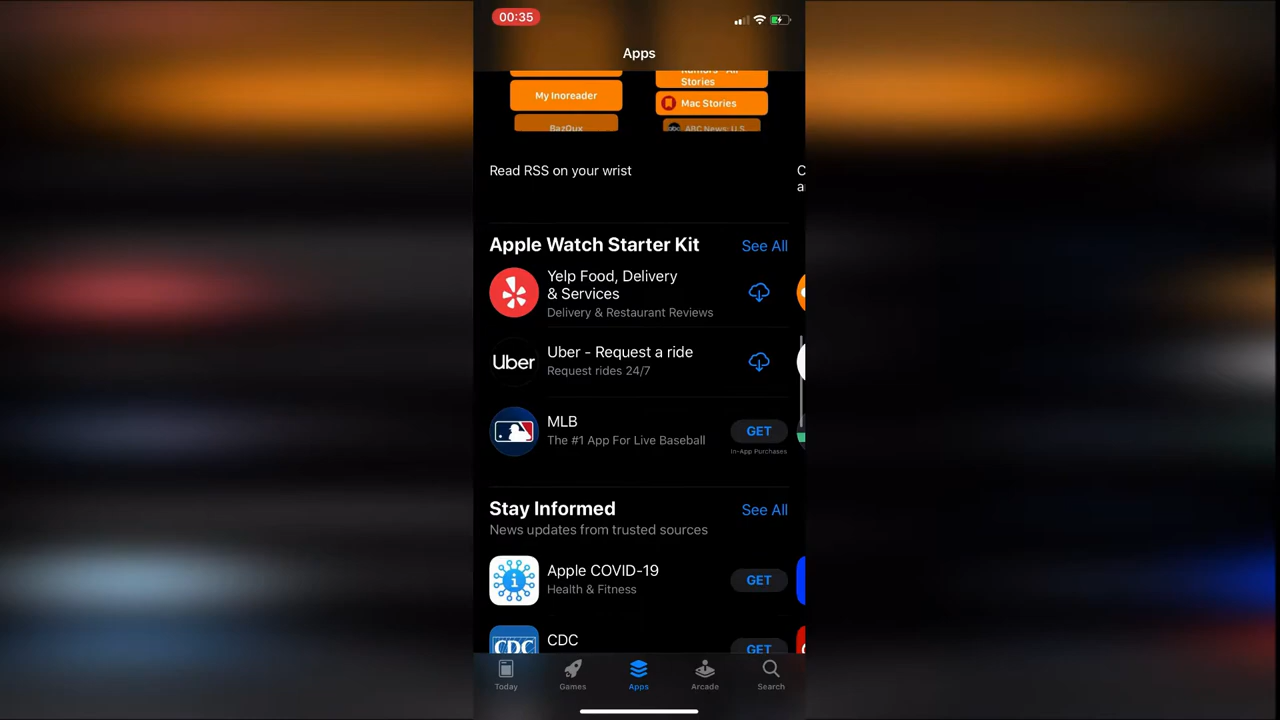 00:35
Apps
My Inoreader
BazQux
Rumors - All
Stories
Mac Stories
ABC News: U.S.
Read RSS on your wrist
Apple Watch Starter Kit
See All
Yelp Food, Delivery
& Services
Delivery & Restaurant Reviews
Uber
Uber - Request a ride
Request rides 24/7
MLB
The #1 App For Live Baseball
GET
In-App Purchases
Stay Informed
See All
News updates from trusted sources
Apple COVID-19
Health & Fitness
GET
CDC
CDC
GET
Today
Games
Apps
Arcade
Search